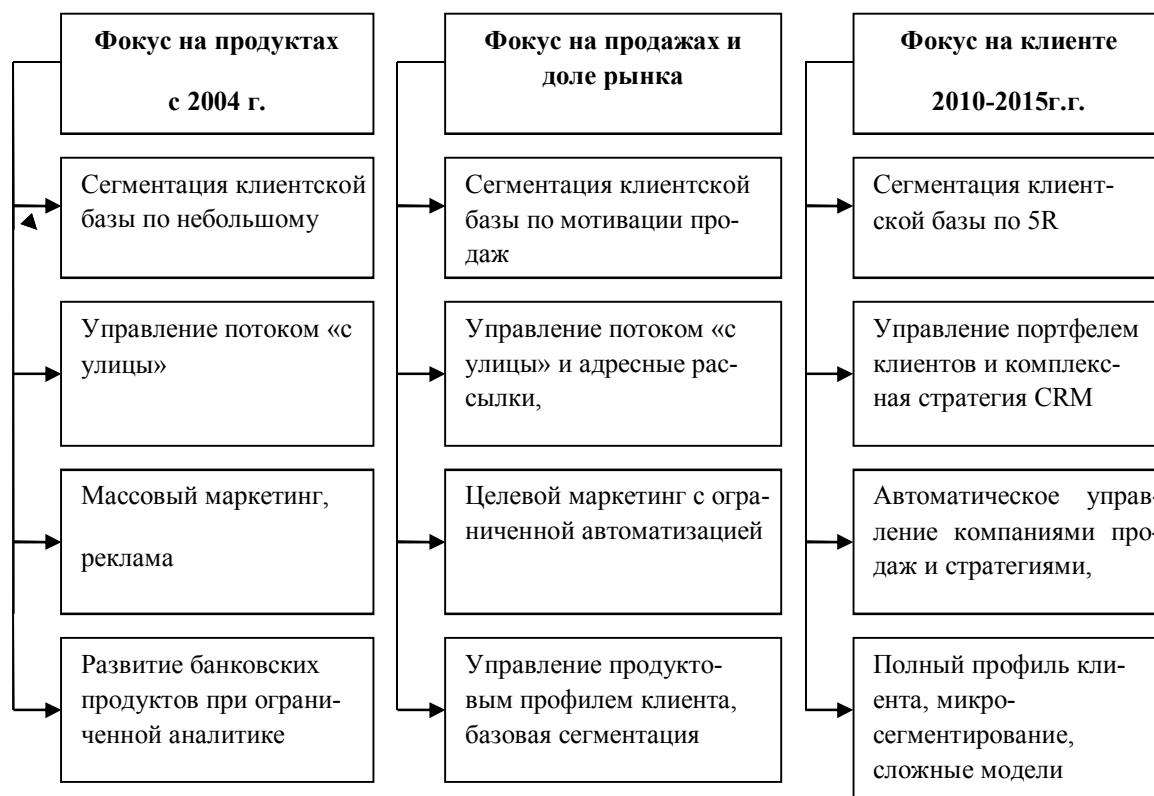 Фокус на продуктах
с 2004 г.
Сегментация клиентской
базы по небольшому
Управление потоком «с
улицы»
Массовый маркетинг,
реклама
Развитие банковских
продуктов при ограни-
ченной аналитике
Фокус на продажах и
доле рынка
Сегментация клиентской
базы по мотивации про-
даж
Управление потоком «с
улицы» и адресные рас-
сылки,
Целевой маркетинг с огра-
ниченной автоматизацией
Управление продукто-
вым профилем клиента,
базовая сегментация
Фокус на клиенте
2010-2015г.г.
Сегментация клиент-
ской базы по 5R
Управление портфелем
клиентов и комплекс-
ная стратегия CRM
Автоматическое управ-
ление компаниями про-
даж и стратегиями,
Полный профиль кли-
ента, микро-
сегментирование,
сложные модели